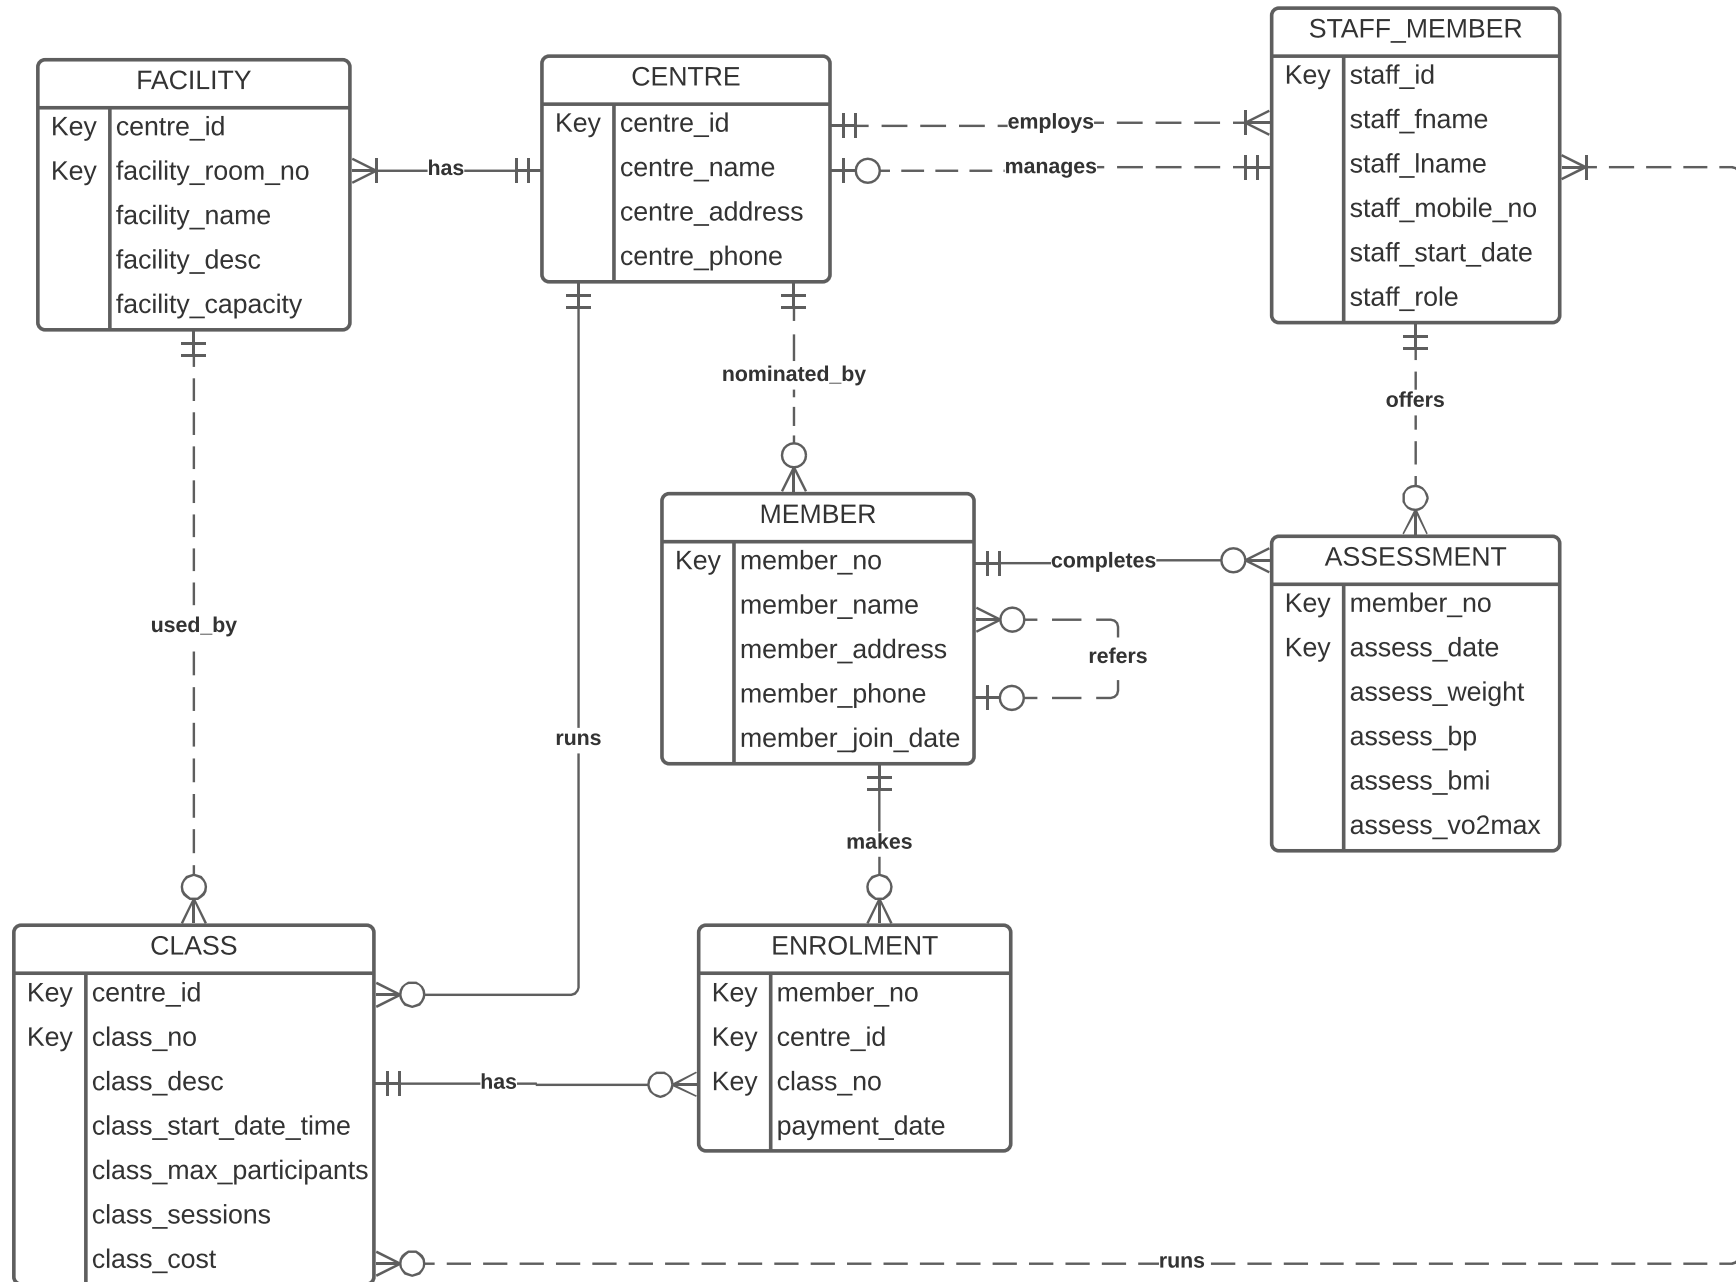 FACILITY
Key centre_id
Key facility_room_no
facility_name
facility_desc
facility_capacity
has
CENTRE
Key centre_id
centre_name
centre_address
centre_phone
employs
manages
STAFF_MEMBER
Key staff_id
staff_fname
staff_lname
staff_mobile_no
staff_start_date
staff_role
nominated_by
offers
used_by
runs
MEMBER
Key member_no
member_name
member_address
member_phone
member_join_date
completes
refers
ASSESSMENT
Key member_no
Key assess_date
assess_weight
assess_bp
assess_bmi
assess_vo2max
makes
CLASS
Key centre_id
Key class_no
class_desc
class_start_date_time
class_max_participants
class_sessions
class_cost
has
ENROLMENT
Key member_no
Key centre_id
Key class_no
payment_date
runs